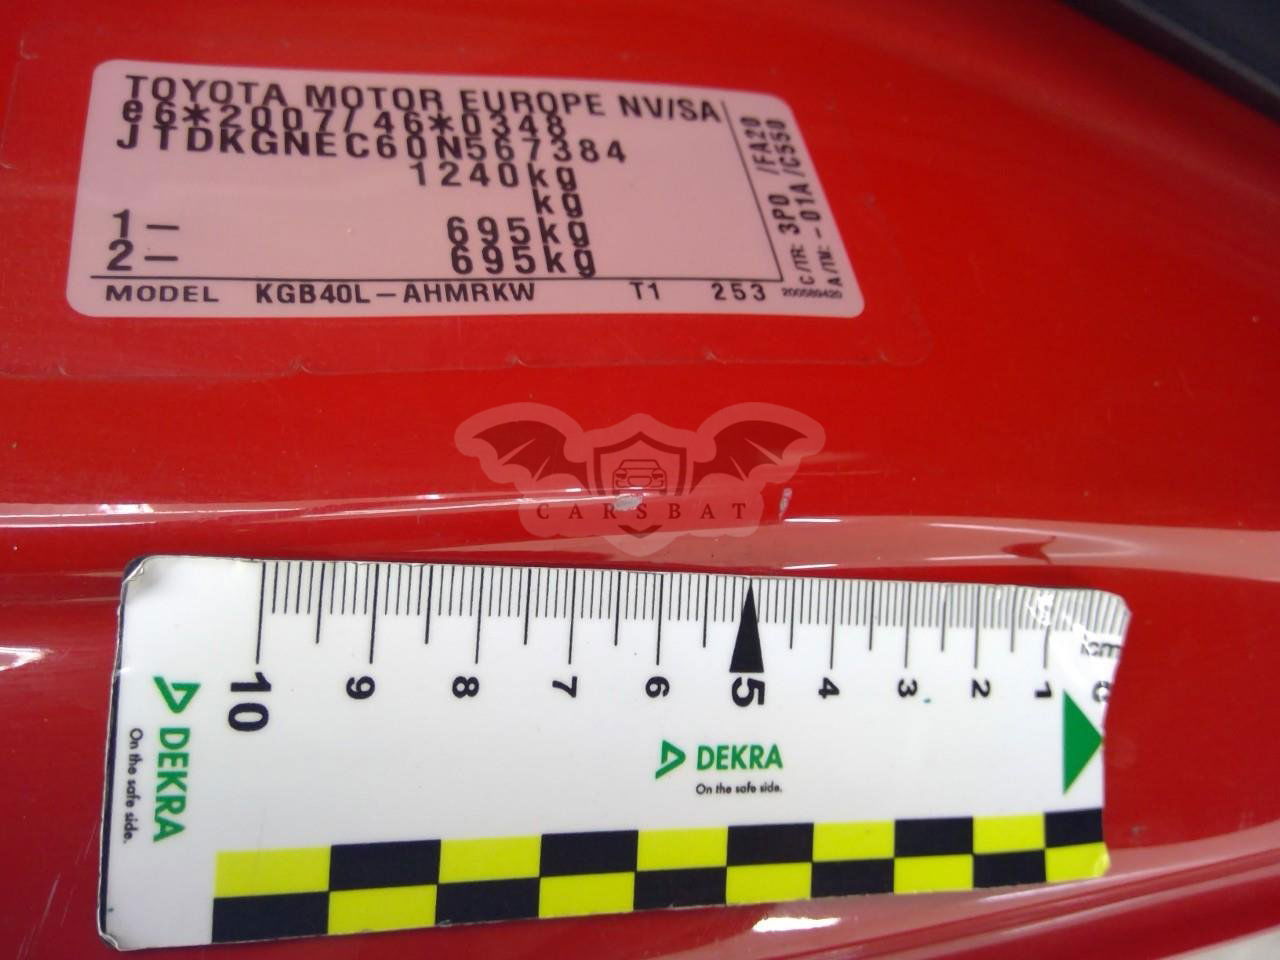 TOYOTA MOTOR EUROPE NV/SA
e6*2007/46*0348
JTDKGNEC60N567384
1240kg
kg
1- 695kg
2- 695kg
MODEL KGB40L-AHMRKW T1 253
C/TR: 3P0 /FA20
A/TM: -01A/C550
CARSBAT
10 9 8 7 6 5 4 3 2 1 0
cm
DEKRA
On the safe side.
DEKRA
On the safe side.